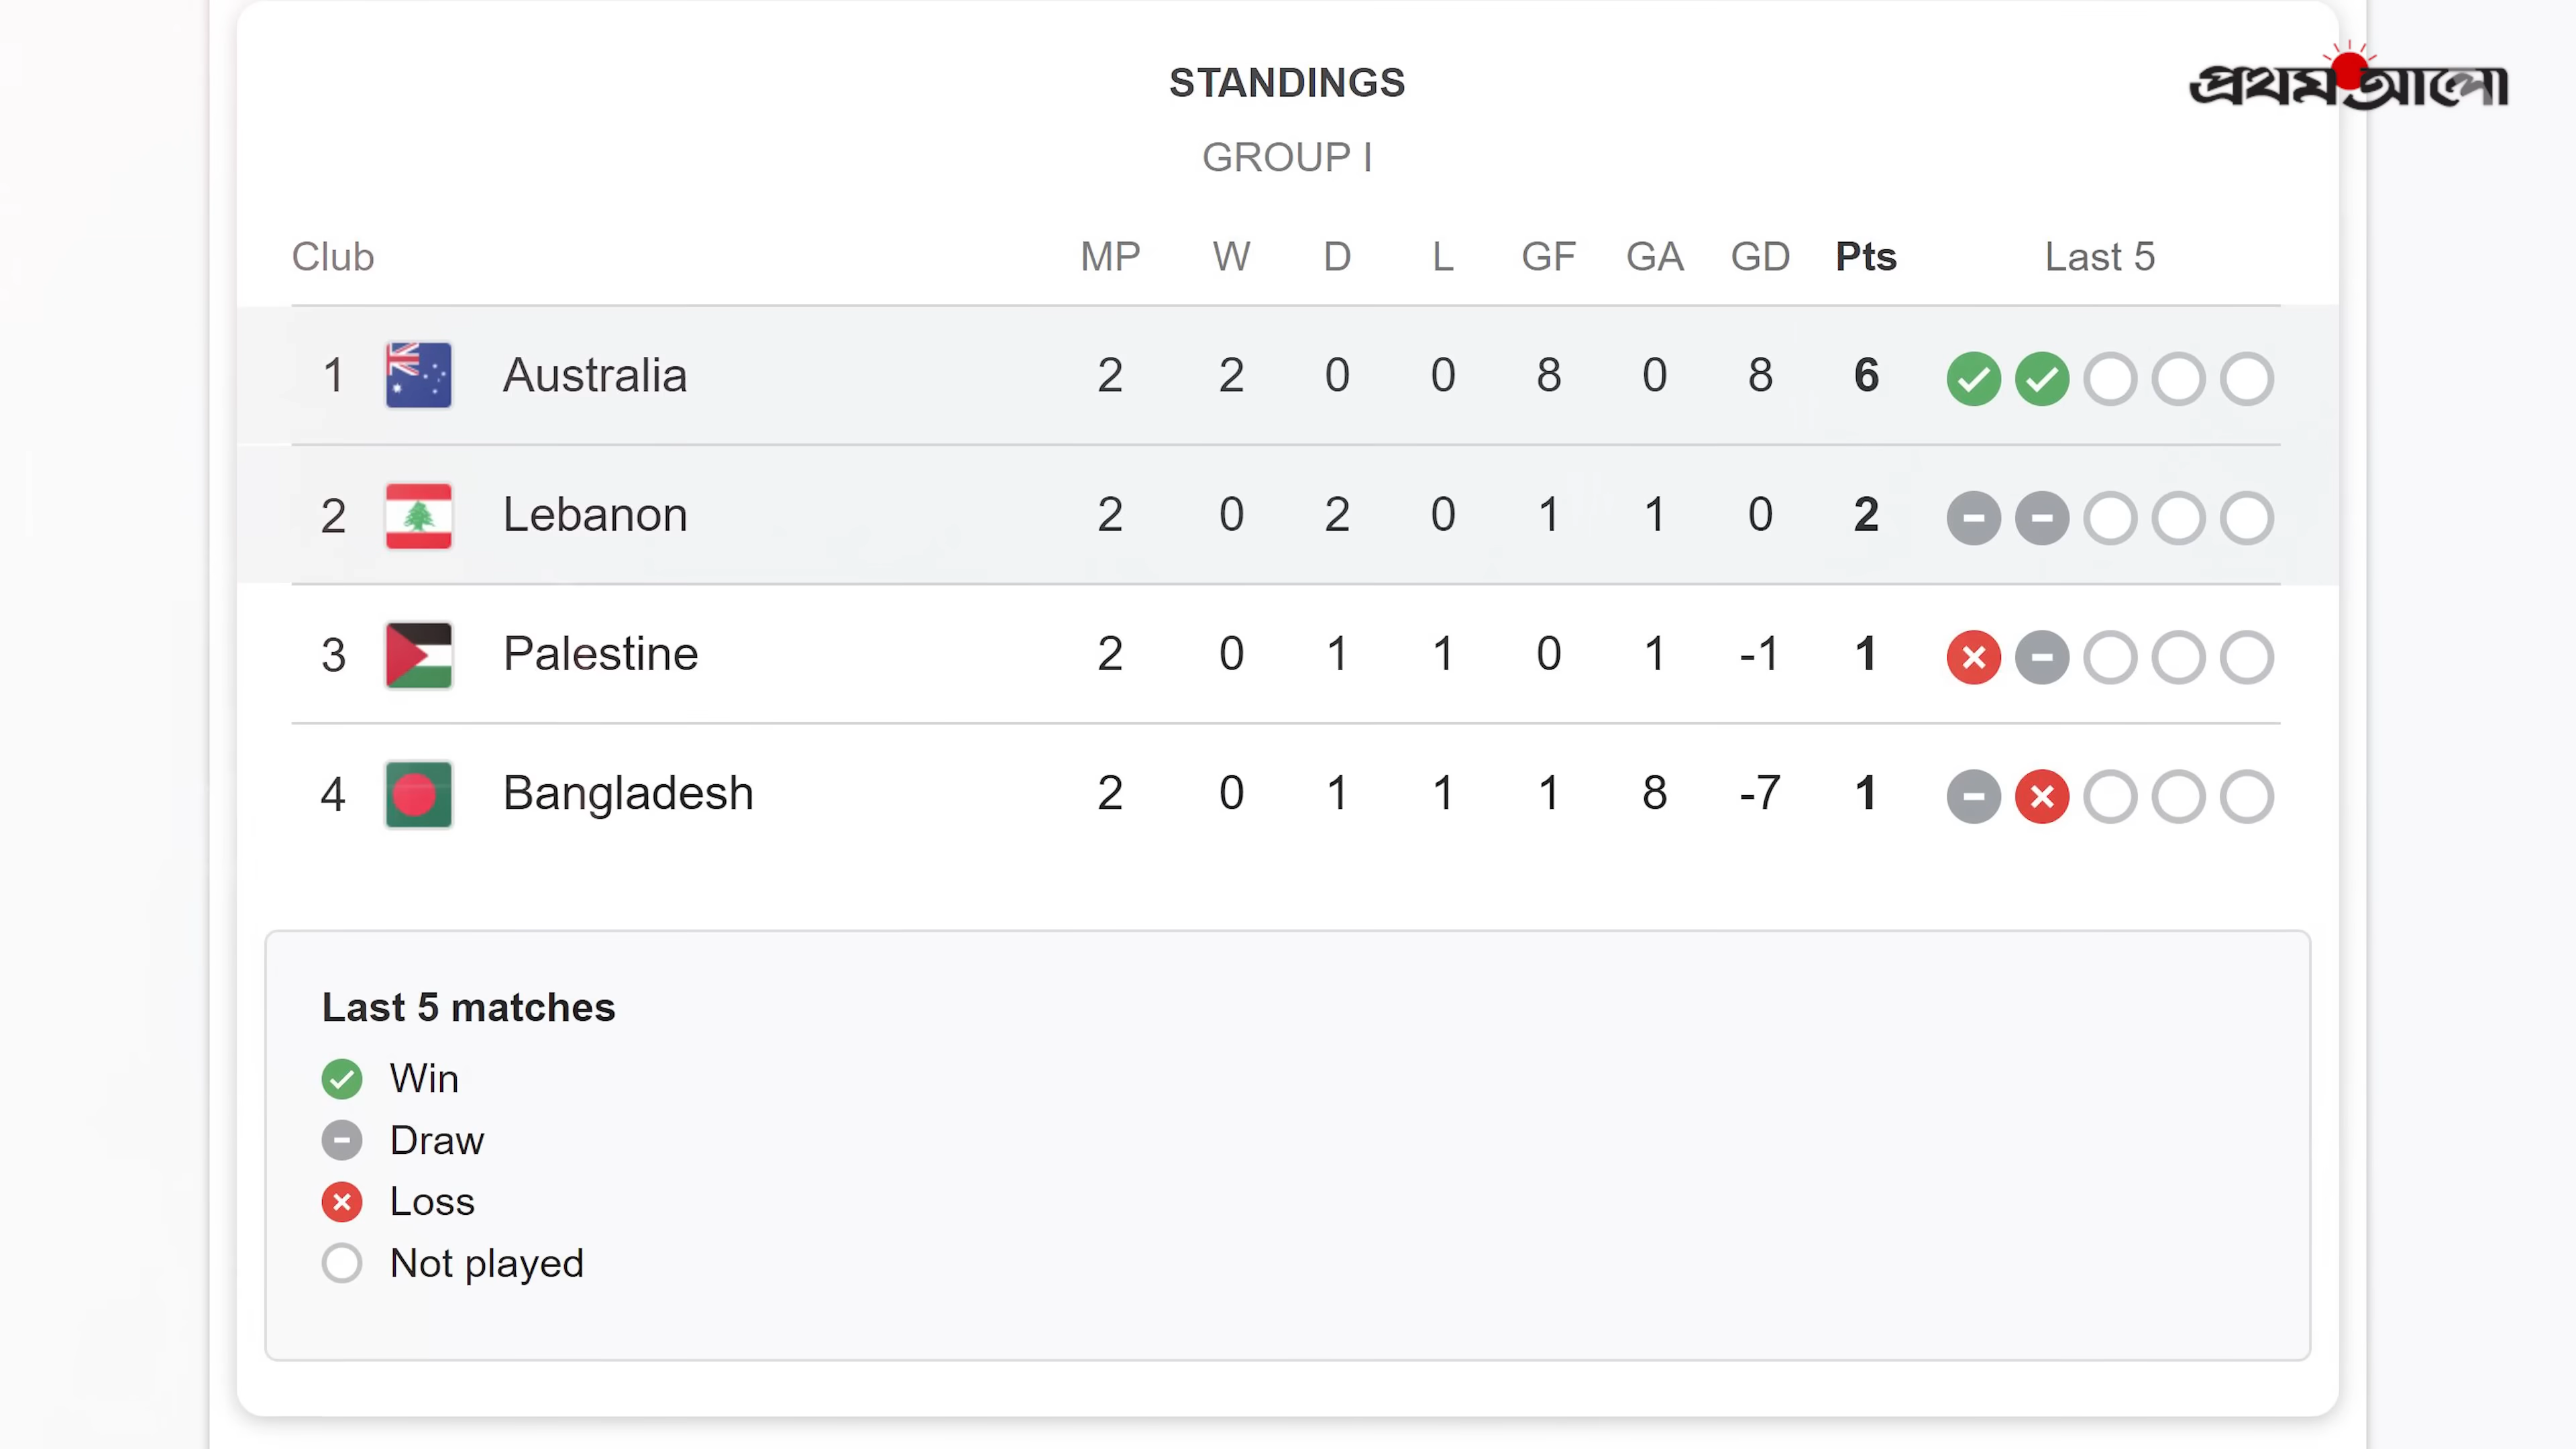 প্রথম আলো
STANDINGS
GROUP I
Club MP W D L GF GA GD Pts Last 5
1 Australia 2 2 0 0 8 0 8 6
2 Lebanon 2 0 2 0 1 1 0 2
3 Palestine 2 0 1 1 0 1 -1 1
4 Bangladesh 2 0 1 1 1 8 -7 1
Last 5 matches
Win
Draw
Loss
Not played